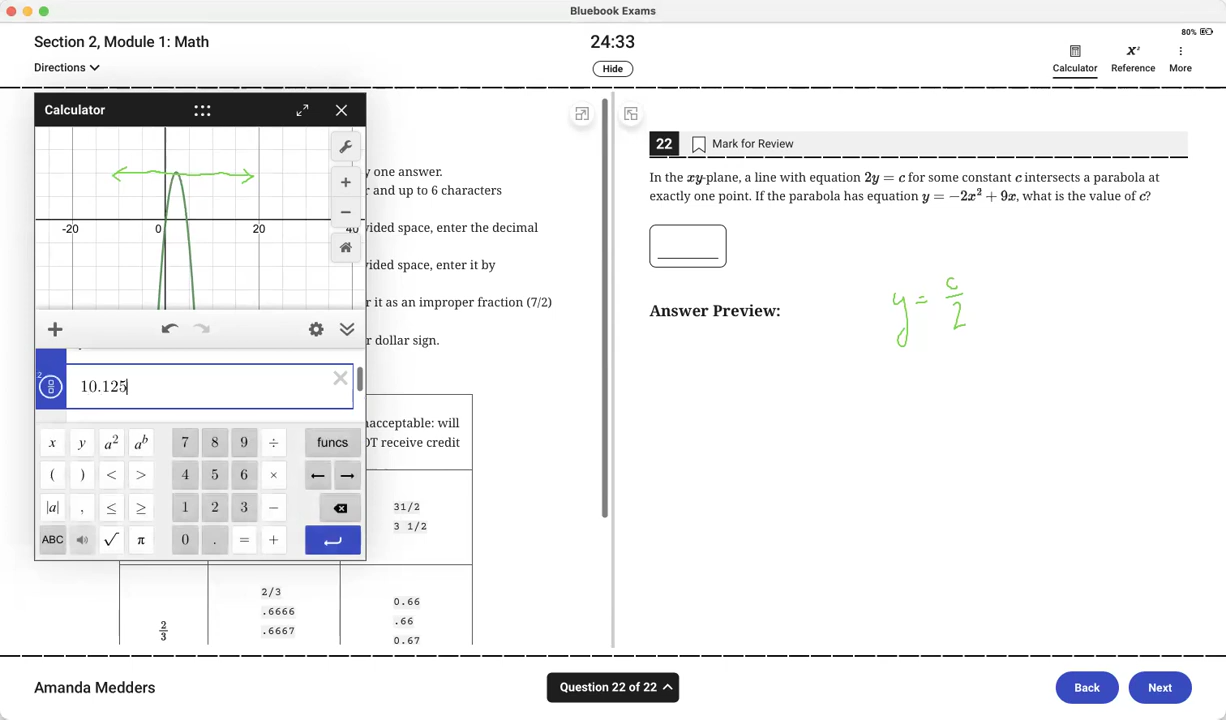 Bluebook Exams
80%
Section 2, Module 1: Math
24:33
Directions
Hide
Calculator
X²
Reference
More
Calculator
-20
0
20
40
10.125
2
x
y
a²
a^b
7
8
9
÷
funcs
(
)
<
>
4
5
6
×
|a|
,
≤
≥
1
2
3
−
ABC
√
π
0
.
=
+
y one answer.
r and up to 6 characters
vided space, enter the decimal
vided space, enter it by
r it as an improper fraction (7/2)
r dollar sign.
nacceptable: will
OT receive credit
31/2
3 1/2
2/3
.6666
.6667
2/3
0.66
.66
0.67
22
Mark for Review
In the xy-plane, a line with equation 2y = c for some constant c intersects a parabola at
exactly one point. If the parabola has equation y = −2x² + 9x, what is the value of c?
Answer Preview:
y = c/2
Amanda Medders
Question 22 of 22
Back
Next